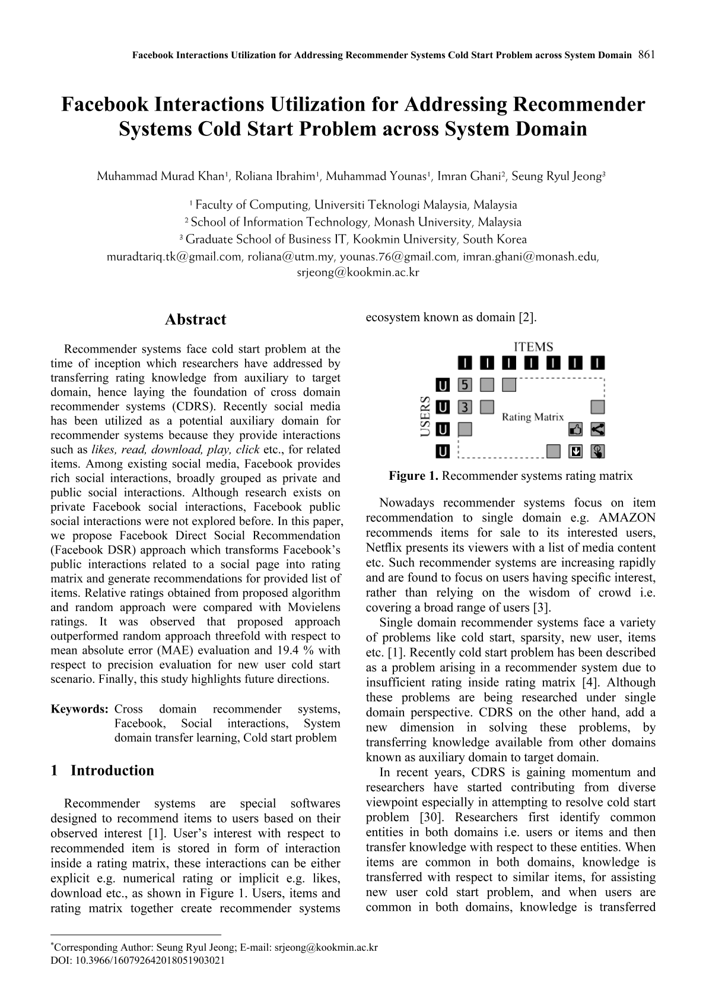 Facebook Interactions Utilization for Addressing Recommender Systems Cold Start Problem across System Domain 861
Facebook Interactions Utilization for Addressing Recommender
Systems Cold Start Problem across System Domain
Muhammad Murad Khan¹, Roliana Ibrahim¹, Muhammad Younas¹, Imran Ghani², Seung Ryul Jeong³
¹ Faculty of Computing, Universiti Teknologi Malaysia, Malaysia
² School of Information Technology, Monash University, Malaysia
³ Graduate School of Business IT, Kookmin University, South Korea
muradtariq.tk@gmail.com, roliana@utm.my, younas.76@gmail.com, imran.ghani@monash.edu,
srjeong@kookmin.ac.kr
Abstract
Recommender systems face cold start problem at the
time of inception which researchers have addressed by
transferring rating knowledge from auxiliary to target
domain, hence laying the foundation of cross domain
recommender systems (CDRS). Recently social media
has been utilized as a potential auxiliary domain for
recommender systems because they provide interactions
such as likes, read, download, play, click etc., for related
items. Among existing social media, Facebook provides
rich social interactions, broadly grouped as private and
public social interactions. Although research exists on
private Facebook social interactions, Facebook public
social interactions were not explored before. In this paper,
we propose Facebook Direct Social Recommendation
(Facebook DSR) approach which transforms Facebook's
public interactions related to a social page into rating
matrix and generate recommendations for provided list of
items. Relative ratings obtained from proposed algorithm
and random approach were compared with Movielens
ratings. It was observed that proposed approach
outperformed random approach threefold with respect to
mean absolute error (MAE) evaluation and 19.4 % with
respect to precision evaluation for new user cold start
scenario. Finally, this study highlights future directions.
Keywords: Cross domain recommender systems,
Facebook, Social interactions, System
domain transfer learning, Cold start problem
1 Introduction
Recommender systems are special softwares
designed to recommend items to users based on their
observed interest [1]. User's interest with respect to
recommended item is stored in form of interaction
inside a rating matrix, these interactions can be either
explicit e.g. numerical rating or implicit e.g. likes,
download etc., as shown in Figure 1. Users, items and
rating matrix together create recommender systems
ecosystem known as domain [2].
ITEMS
I I I I I I I
U 5
USERS
U 3
Rating Matrix
U
U
Figure 1. Recommender systems rating matrix
Nowadays recommender systems focus on item
recommendation to single domain e.g. AMAZON
recommends items for sale to its interested users,
Netflix presents its viewers with a list of media content
etc. Such recommender systems are increasing rapidly
and are found to focus on users having specific interest,
rather than relying on the wisdom of crowd i.e.
covering a broad range of users [3].
Single domain recommender systems face a variety
of problems like cold start, sparsity, new user, items
etc. [1]. Recently cold start problem has been described
as a problem arising in a recommender system due to
insufficient rating inside rating matrix [4]. Although
these problems are being researched under single
domain perspective. CDRS on the other hand, add a
new dimension in solving these problems, by
transferring knowledge available from other domains
known as auxiliary domain to target domain.
In recent years, CDRS is gaining momentum and
researchers have started contributing from diverse
viewpoint especially in attempting to resolve cold start
problem [30]. Researchers first identify common
entities in both domains i.e. users or items and then
transfer knowledge with respect to these entities. When
items are common in both domains, knowledge is
transferred with respect to similar items, for assisting
new user cold start problem, and when users are
common in both domains, knowledge is transferred
*Corresponding Author: Seung Ryul Jeong; E-mail: srjeong@kookmin.ac.kr
DOI: 10.3966/160792642018051903021